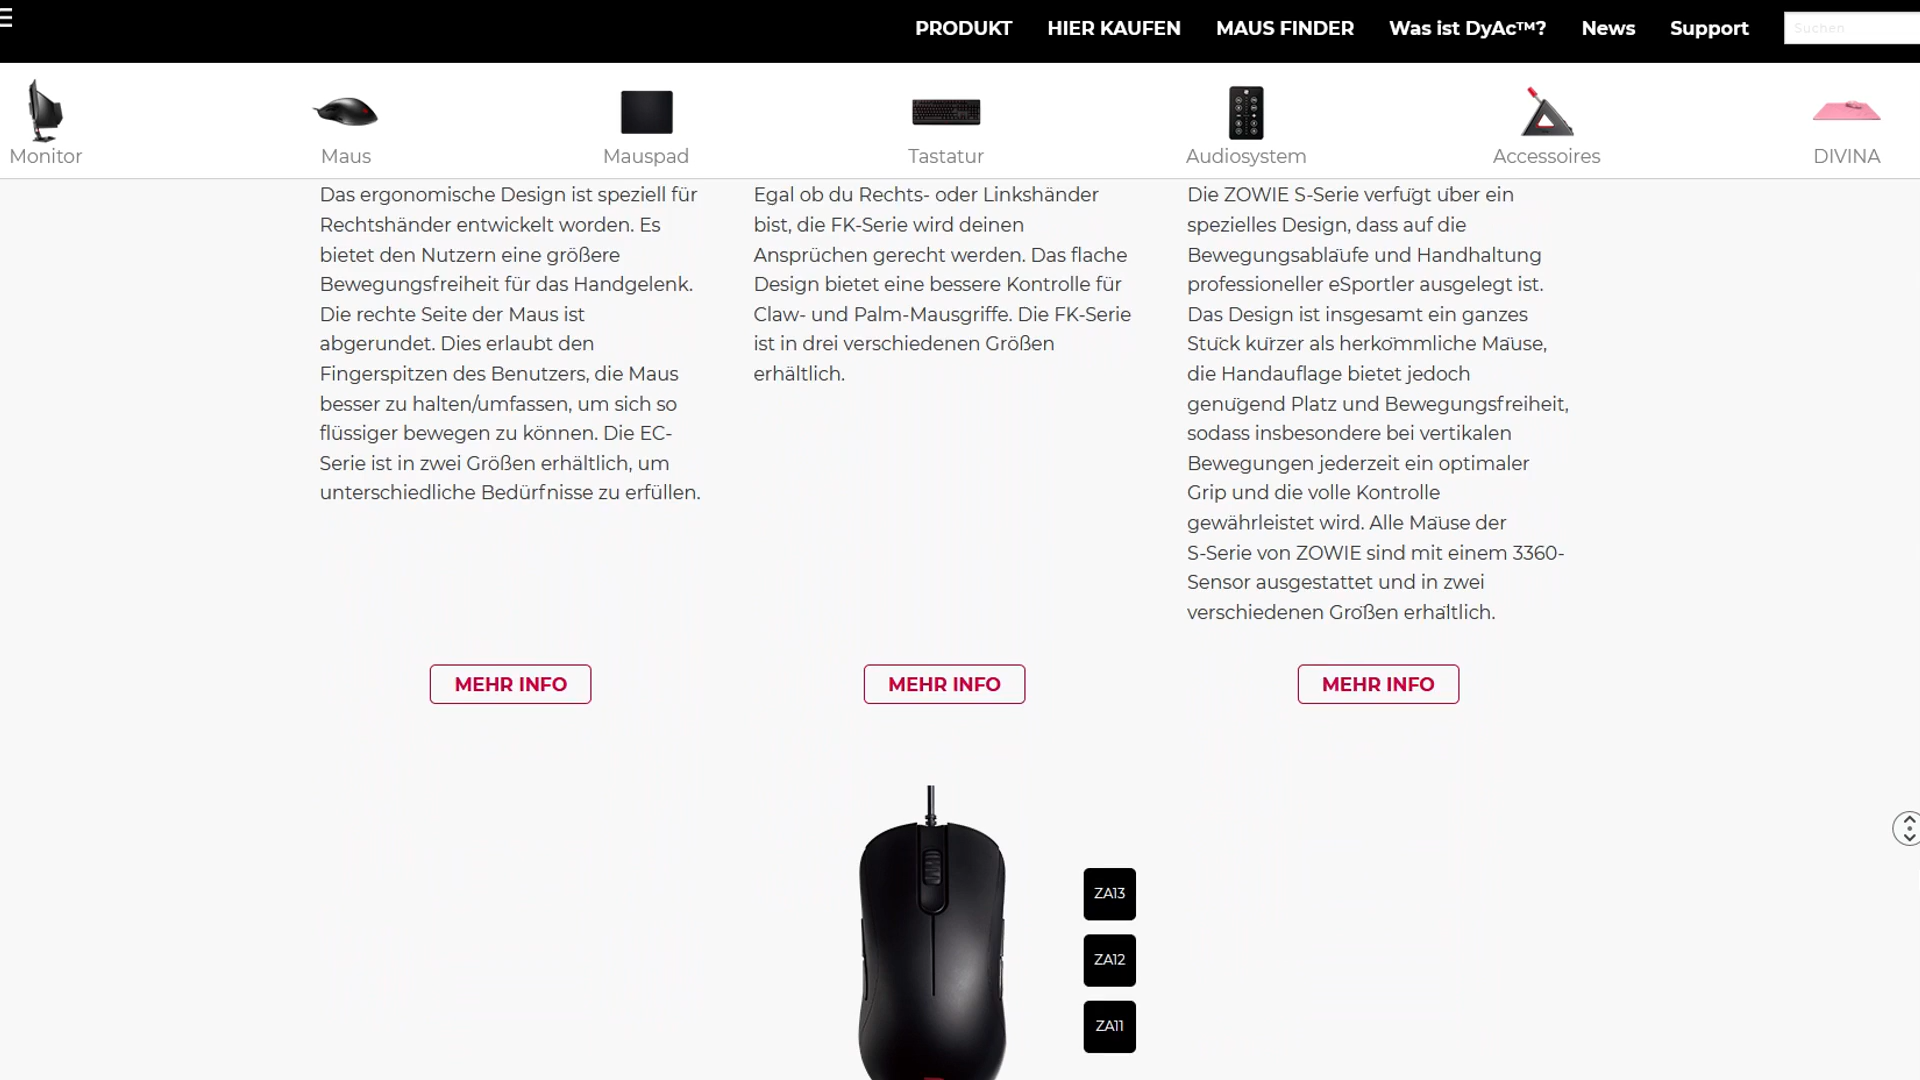 PRODUKT HIER KAUFEN MAUS FINDER Was ist DyAc™? News Support Suchen
Monitor Maus Mauspad Tastatur Audiosystem Accessoires DIVINA
Das ergonomische Design ist speziell für
Rechtshänder entwickelt worden. Es
bietet den Nutzern eine größere
Bewegungsfreiheit für das Handgelenk.
Die rechte Seite der Maus ist
abgerundet. Dies erlaubt den
Fingerspitzen des Benutzers, die Maus
besser zu halten/umfassen, um sich so
flüssiger bewegen zu können. Die EC-
Serie ist in zwei Größen erhältlich, um
unterschiedliche Bedürfnisse zu erfüllen.
MEHR INFO
Egal ob du Rechts- oder Linkshänder
bist, die FK-Serie wird deinen
Ansprüchen gerecht werden. Das flache
Design bietet eine bessere Kontrolle für
Claw- und Palm-Mausgriffe. Die FK-Serie
ist in drei verschiedenen Größen
erhältlich.
MEHR INFO
Die ZOWIE S-Serie verfügt über ein
spezielles Design, dass auf die
Bewegungsabläufe und Handhaltung
professioneller eSportler ausgelegt ist.
Das Design ist insgesamt ein ganzes
Stück kürzer als herkömmliche Mäuse,
die Handauflage bietet jedoch
genügend Platz und Bewegungsfreiheit,
sodass insbesondere bei vertikalen
Bewegungen jederzeit ein optimaler
Grip und die volle Kontrolle
gewährleistet wird. Alle Mäuse der
S-Serie von ZOWIE sind mit einem 3360-
Sensor ausgestattet und in zwei
verschiedenen Größen erhältlich.
MEHR INFO
ZA13
ZA12
ZA11